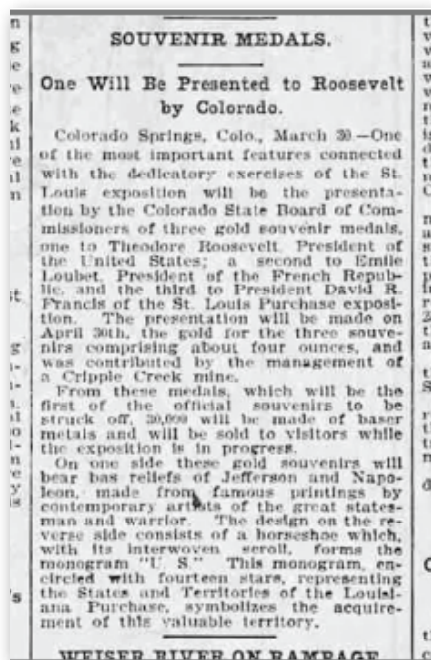 SOUVENIR MEDALS.
One Will Be Presented to Roosevelt
by Colorado.
Colorado Springs, Colo., March 30.—One
of the most important features connected
with the dedicatory exercises of the St.
Louis exposition will be the presenta-
tion by the Colorado State Board of Com-
missioners of three gold souvenir medals,
one to Theodore Roosevelt, President of
the United States; a second to Emile
Loubet, President of the French Repub-
lic, and the third to President David R.
Francis of the St. Louis Purchase exposi-
tion. The presentation will be made on
April 30th, the gold for the three souve-
nirs comprising about four ounces, and
was contributed by the management of
a Cripple Creek mine.
From these medals, which will be the
first of the official souvenirs to be
struck off, 30,000 will be made of baser
metals and will be sold to visitors while
the exposition is in progress.
On one side these gold souvenirs will
bear bas reliefs of Jefferson and Napo-
leon, made from famous printings by
contemporary artists of the great states-
man and warrior. The design on the re-
verse side consists of a horseshoe which,
with its interwoven scroll, forms the
monogram "U S." This monogram, en-
circled with fourteen stars, representing
the States and Territories of the Louisi-
ana Purchase, symbolizes the acquire-
ment of this valuable territory.
WEISER RIVER ON RAMPAGE